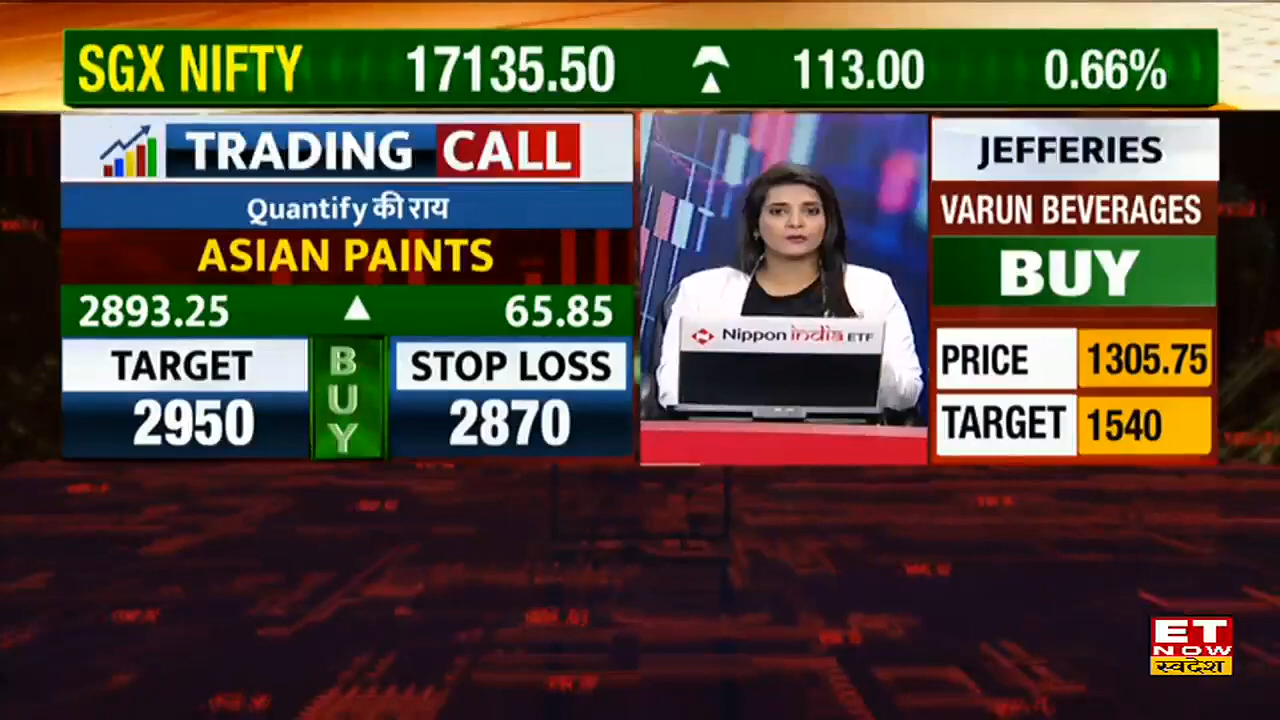 SGX NIFTY 17135.50 113.00 0.66%
TRADING CALL
Quantify की राय
ASIAN PAINTS
2893.25 65.85
TARGET
2950
BUY
STOP LOSS
2870
Nippon india ETF
JEFFERIES
VARUN BEVERAGES
BUY
PRICE 1305.75
TARGET 1540
ET
NOW
स्वदेश